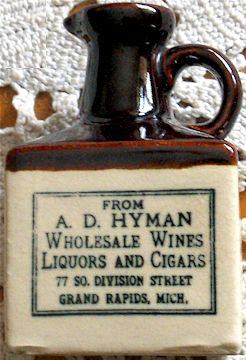 FROM
A. D. HYMAN
WHOLESALE WINES
LIQUORS AND CIGARS
77 SO. DIVISION STREET
GRAND RAPIDS, MICH.